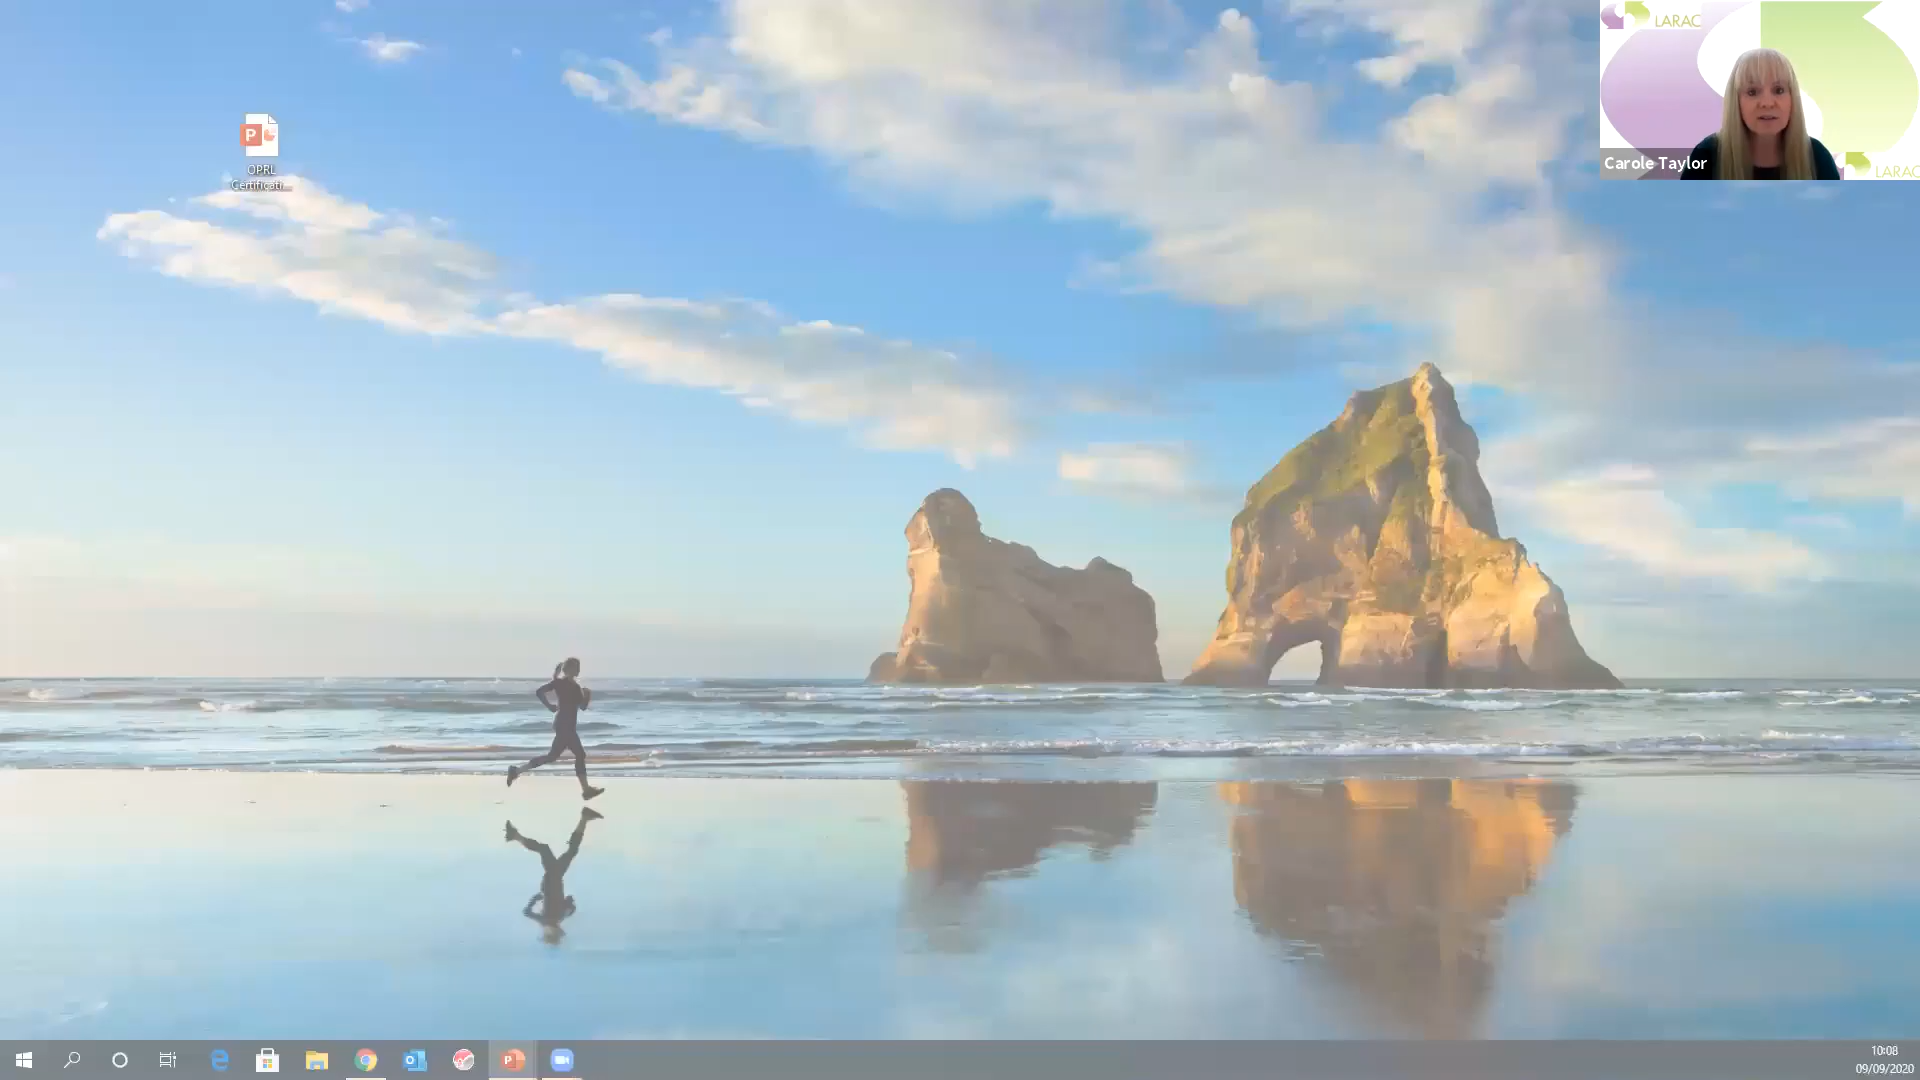 LARAC
OPRL
Certificati...
Carole Taylor
LARAC
10:08
09/09/2020